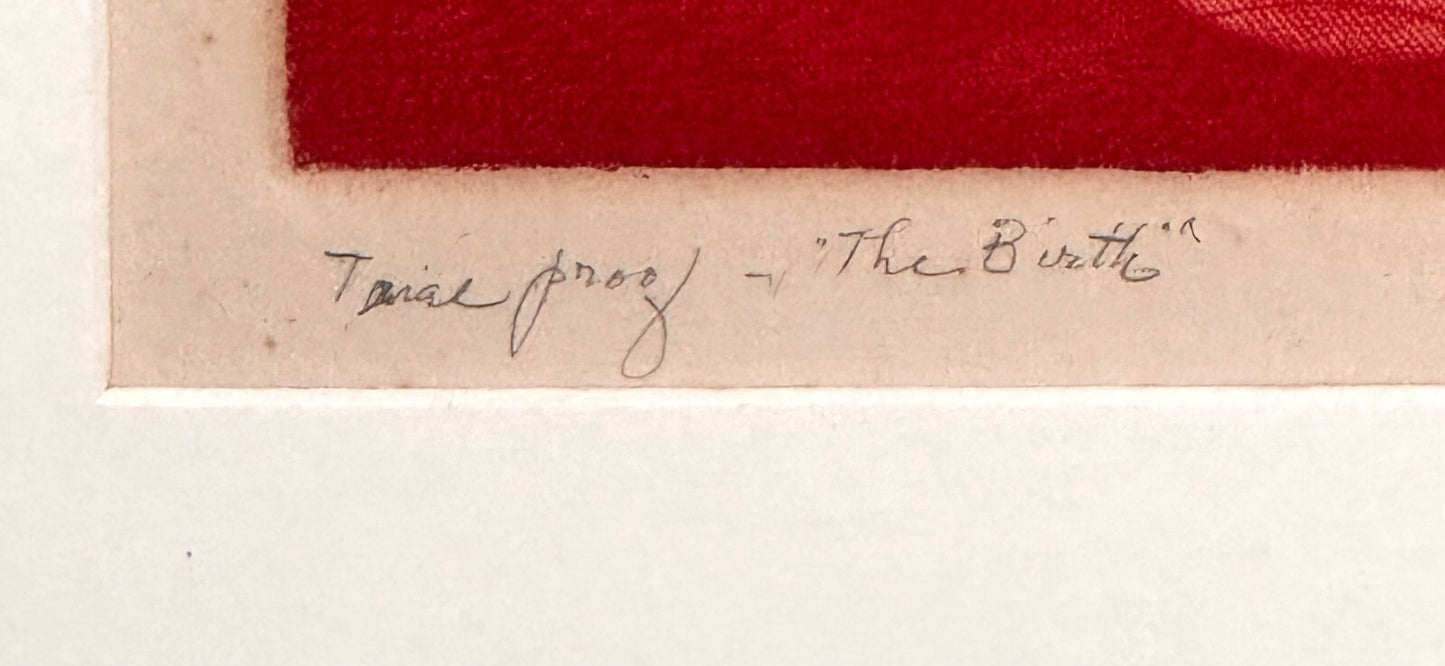 Trial proof - "The Birth"